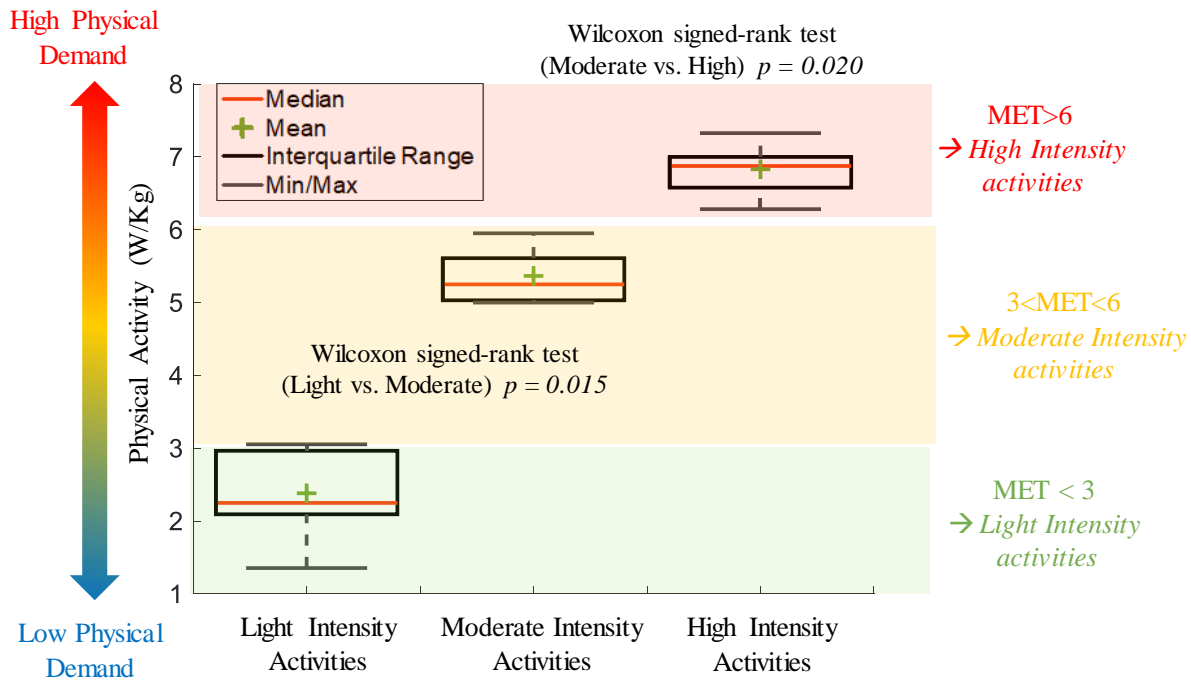 High Physical
Demand
Wilcoxon signed-rank test
(Moderate vs. High) p = 0.020
8
7
6
5
4
3
2
1
Physical Activity (W/Kg)
Median
Mean
Interquartile Range
Min/Max
Wilcoxon signed-rank test
(Light vs. Moderate) p = 0.015
MET>6
→ High Intensity
activities
3<MET<6
→ Moderate Intensity
activities
MET < 3
→ Light Intensity
activities
Low Physical
Demand
Light Intensity
Activities
Moderate Intensity
Activities
High Intensity
Activities